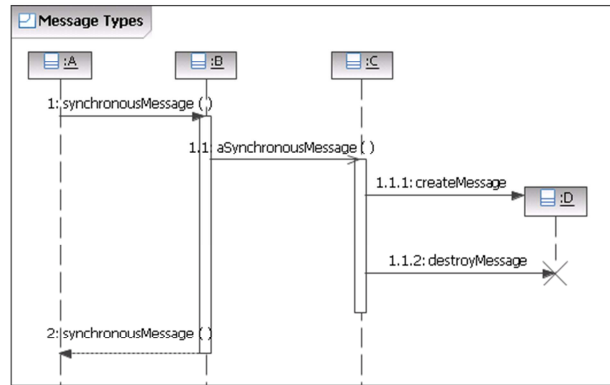 Message Types
:A
:B
:C
1: synchronousMessage ( )
1.1: aSynchronousMessage ( )
1.1.1: createMessage
:D
1.1.2: destroyMessage
2: synchronousMessage ( )